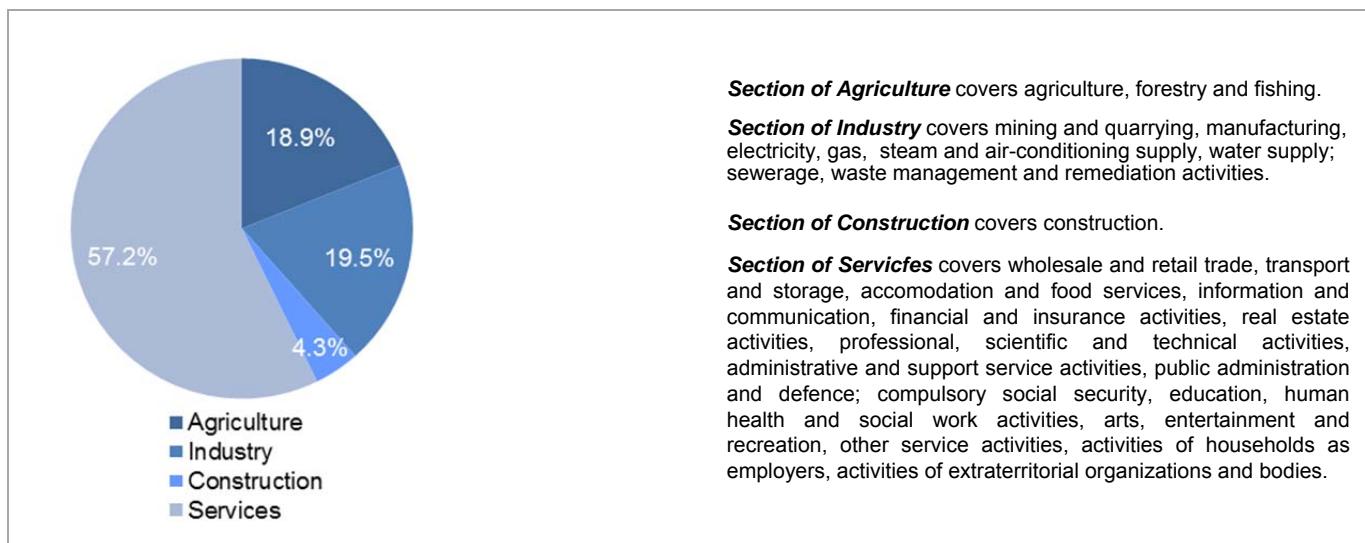 18.9%
19.5%
4.3%
57.2%
Agriculture
Industry
Construction
Services
Section of Agriculture covers agriculture, forestry and fishing.
Section of Industry covers mining and quarrying, manufacturing,
electricity, gas, steam and air-conditioning supply, water supply;
sewerage, waste management and remediation activities.
Section of Construction covers construction.
Section of Servicfes covers wholesale and retail trade, transport
and storage, accomodation and food services, information and
communication, financial and insurance activities, real estate
activities, professional, scientific and technical activities,
administrative and support service activities, public administration
and defence; compulsory social security, education, human
health and social work activities, arts, entertainment and
recreation, other service activities, activities of households as
employers, activities of extraterritorial organizations and bodies.